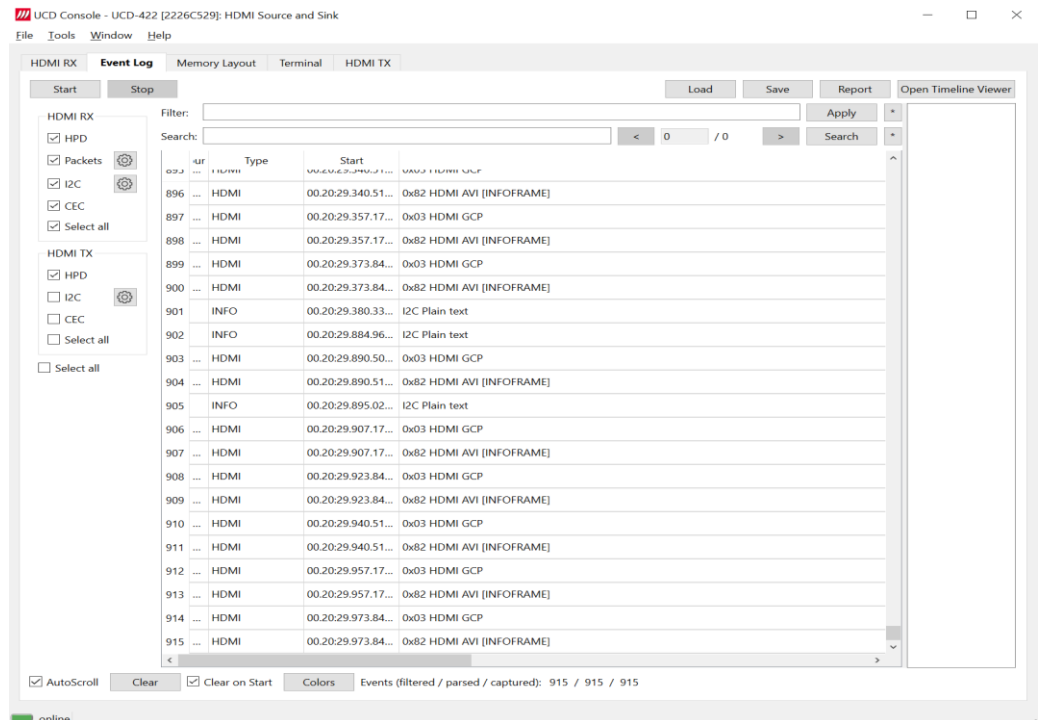 UCD Console - UCD-422 [2226C529]: HDMI Source and Sink
File Tools Window Help
HDMI RX Event Log Memory Layout Terminal HDMI TX
Start Stop Load Save Report Open Timeline Viewer
HDMI RX
HPD
Packets
I2C
CEC
Select all
HDMI TX
HPD
I2C
CEC
Select all
Select all
Filter: Apply *
Search: < 0 / 0 > Search *
ur Type Start
895 ... HDMI 00.20:29.340.51... 0x03 HDMI GCP
896 ... HDMI 00.20:29.340.51... 0x82 HDMI AVI [INFOFRAME]
897 ... HDMI 00.20:29.357.17... 0x03 HDMI GCP
898 ... HDMI 00.20:29.357.17... 0x82 HDMI AVI [INFOFRAME]
899 ... HDMI 00.20:29.373.84... 0x03 HDMI GCP
900 ... HDMI 00.20:29.373.84... 0x82 HDMI AVI [INFOFRAME]
901 INFO 00.20:29.380.33... I2C Plain text
902 INFO 00.20:29.884.96... I2C Plain text
903 ... HDMI 00.20:29.890.50... 0x03 HDMI GCP
904 ... HDMI 00.20:29.890.51... 0x82 HDMI AVI [INFOFRAME]
905 INFO 00.20:29.895.02... I2C Plain text
906 ... HDMI 00.20:29.907.17... 0x03 HDMI GCP
907 ... HDMI 00.20:29.907.17... 0x82 HDMI AVI [INFOFRAME]
908 ... HDMI 00.20:29.923.84... 0x03 HDMI GCP
909 ... HDMI 00.20:29.923.84... 0x82 HDMI AVI [INFOFRAME]
910 ... HDMI 00.20:29.940.51... 0x03 HDMI GCP
911 ... HDMI 00.20:29.940.51... 0x82 HDMI AVI [INFOFRAME]
912 ... HDMI 00.20:29.957.17... 0x03 HDMI GCP
913 ... HDMI 00.20:29.957.17... 0x82 HDMI AVI [INFOFRAME]
914 ... HDMI 00.20:29.973.84... 0x03 HDMI GCP
915 ... HDMI 00.20:29.973.84... 0x82 HDMI AVI [INFOFRAME]
AutoScroll Clear Clear on Start Colors Events (filtered / parsed / captured): 915 / 915 / 915
online